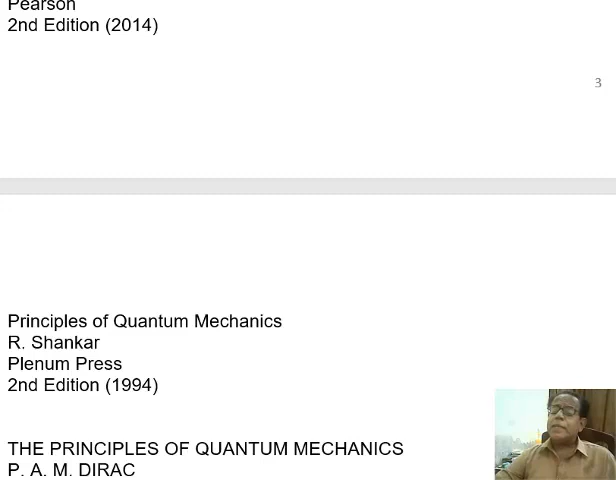 Pearson
2nd Edition (2014)
3
Principles of Quantum Mechanics
R. Shankar
Plenum Press
2nd Edition (1994)
THE PRINCIPLES OF QUANTUM MECHANICS
P. A. M. DIRAC